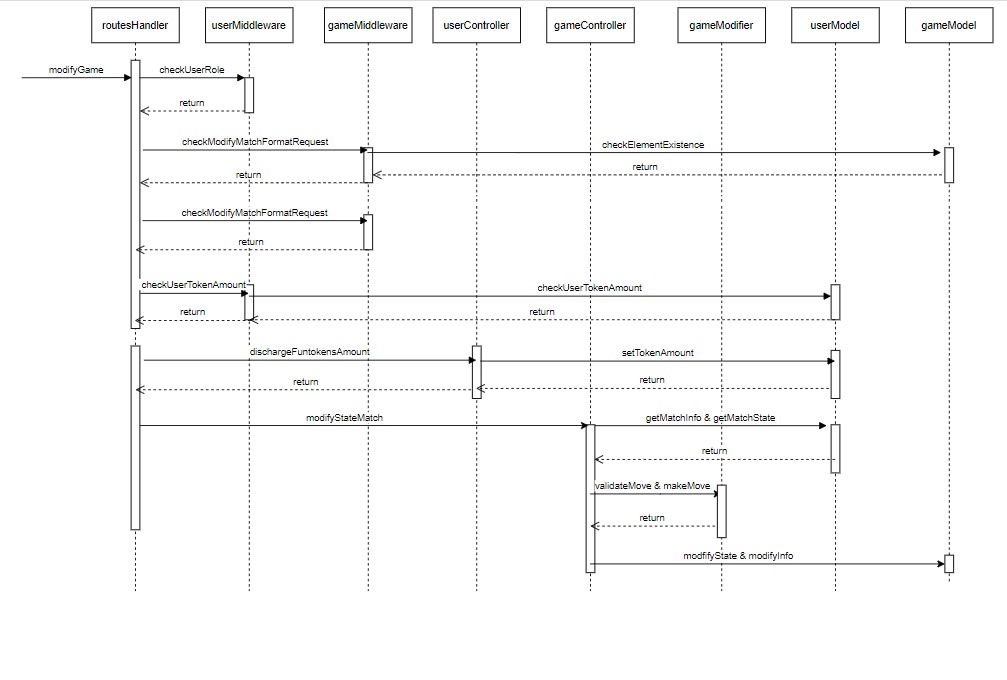 routesHandler
userMiddleware
gameMiddleware
userController
gameController
gameModifier
userModel
gameModel
modifyGame
checkUserRole
return
checkModifyMatchFormatRequest
checkElementExistence
return
return
checkModifyMatchFormatRequest
return
checkUserTokenAmount
checkUserTokenAmount
return
return
dischargeFuntokensAmount
setTokenAmount
return
return
modifyStateMatch
getMatchInfo & getMatchState
return
validateMove & makeMove
return
modfifyState & modifyInfo